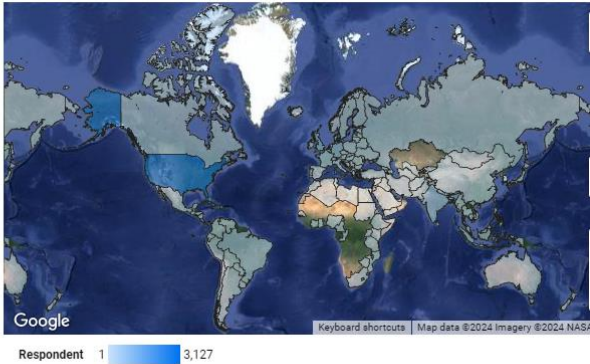 Google
Keyboard shortcuts
Map data ©2024 Imagery ©2024 NASA
Respondent 1 3,127